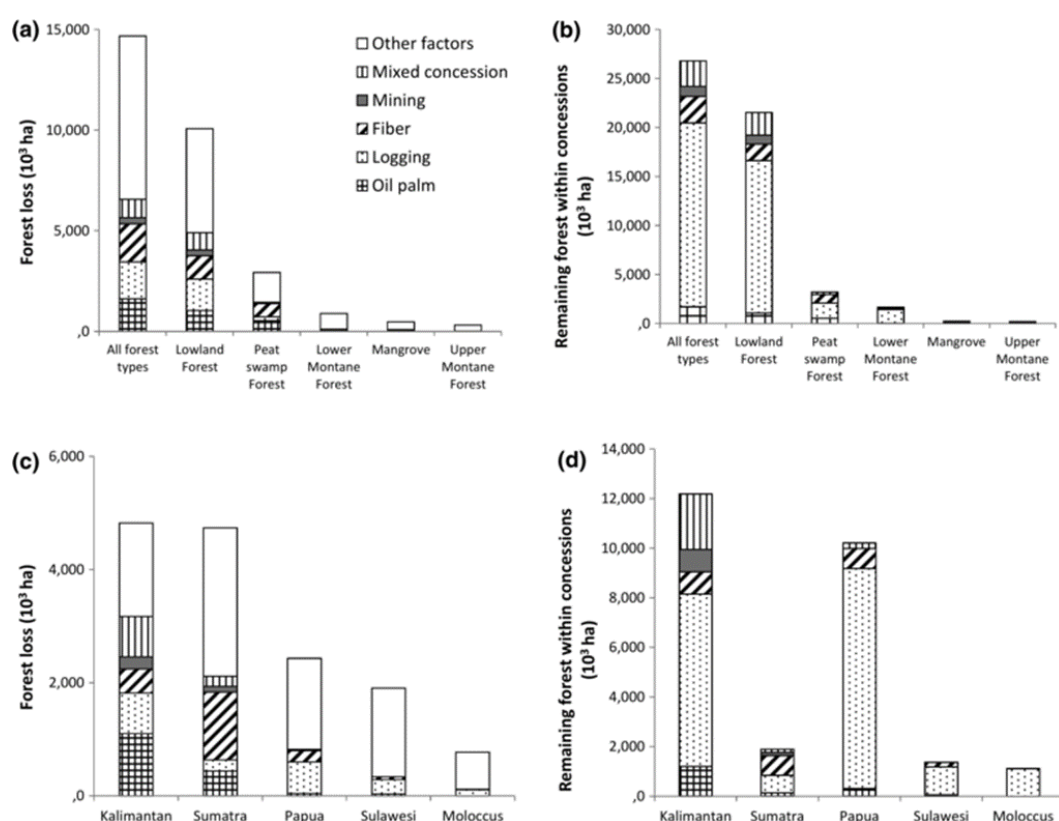 (a)
Forest loss (10³ ha)
15,000
10,000
5,000
,0
Other factors
Mixed concession
Mining
Fiber
Logging
Oil palm
All forest types
Lowland Forest
Peat swamp Forest
Lower Montane Forest
Mangrove
Upper Montane Forest
(b)
Remaining forest within concessions
(10³ ha)
30,000
25,000
20,000
15,000
10,000
5,000
,0
All forest types
Lowland Forest
Peat swamp Forest
Lower Montane Forest
Mangrove
Upper Montane Forest
(c)
Forest loss (10³ ha)
6,000
4,000
2,000
,0
Kalimantan
Sumatra
Papua
Sulawesi
Moloccus
(d)
Remaining forest within concessions
(10³ ha)
14,000
12,000
10,000
8,000
6,000
4,000
2,000
,0
Kalimantan
Sumatra
Papua
Sulawesi
Moloccus